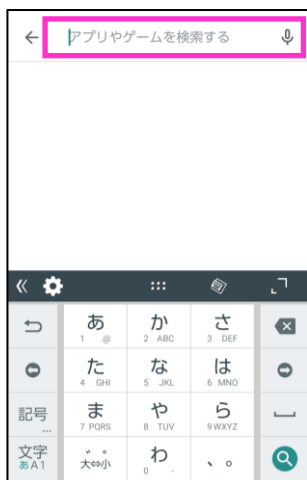 アプリやゲームを検索する
あ
1 .@
か
2 ABC
さ
3 DEF
た
4 GHI
な
5 JKL
は
6 MNO
記号
...
ま
7 PQRS
や
8 TUV
ら
9 WXYZ
文字
あA1
大⇔小
わ
0 -
、。